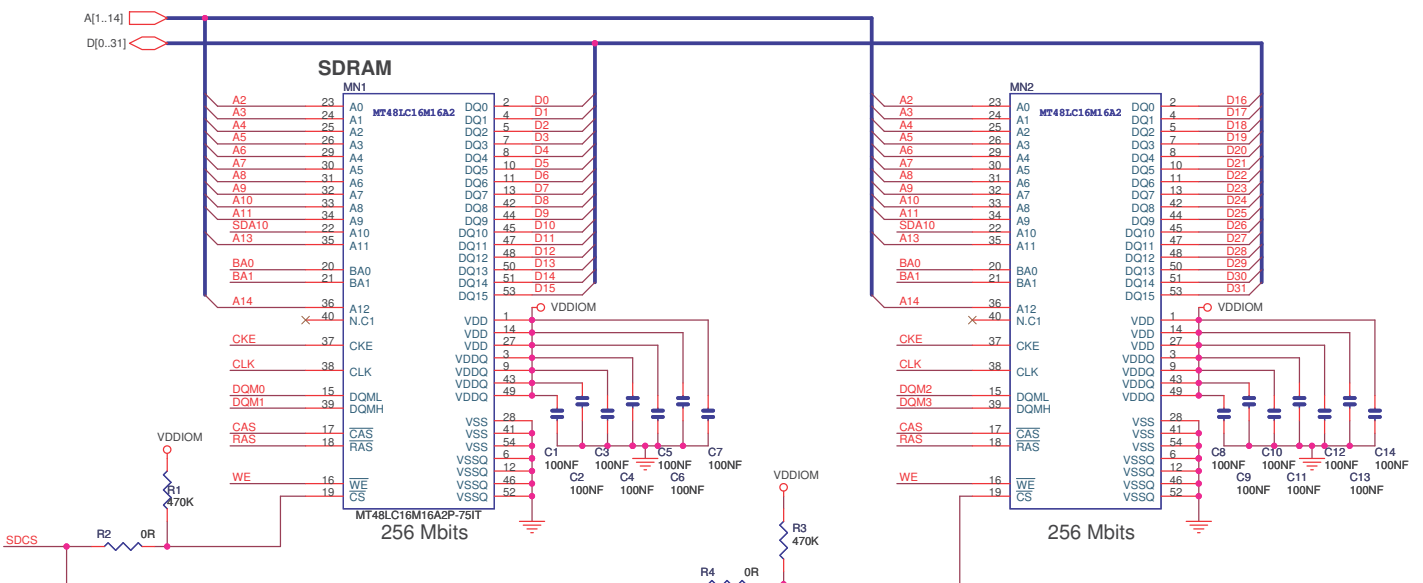 A[1..14]
D[0..31]
SDRAM
MN1
MT48LC16M16A2
A2 23 A0 DQ0 2 D0
A3 24 A1 DQ1 4 D1
A4 25 A2 DQ2 5 D2
A5 26 A3 DQ3 7 D3
A6 29 A4 DQ4 8 D4
A7 30 A5 DQ5 10 D5
A8 31 A6 DQ6 11 D6
A9 32 A7 DQ7 13 D7
A10 33 A8 DQ8 42 D8
A11 34 A9 DQ9 44 D9
SDA10 22 A10 DQ10 45 D10
A13 35 A11 DQ11 47 D11
DQ12 48 D12
BA0 20 BA0 DQ13 50 D13
BA1 21 BA1 DQ14 51 D14
DQ15 53 D15
A14 36 A12
VDDIOM
40 N.C1 VDD 1
VDD 14
CKE 37 CKE VDD 27
VDDQ 3
CLK 38 CLK VDDQ 9
VDDQ 43
DQM0 15 DQML VDDQ 49
DQM1 39 DQMH
VSS 28
CAS 17 CAS VSS 41
RAS 18 RAS VSS 54
VSSQ 6
VSSQ 12
WE 16 WE VSSQ 46
19 CS VSSQ 52
C1 C3 C5 C7
100NF 100NF 100NF 100NF
C2 C4 C6
100NF 100NF 100NF
MT48LC16M16A2P-75IT
256 Mbits
VDDIOM
R1
470K
R2 0R
SDCS
MN2
MT48LC16M16A2
A2 23 A0 DQ0 2 D16
A3 24 A1 DQ1 4 D17
A4 25 A2 DQ2 5 D18
A5 26 A3 DQ3 7 D19
A6 29 A4 DQ4 8 D20
A7 30 A5 DQ5 10 D21
A8 31 A6 DQ6 11 D22
A9 32 A7 DQ7 13 D23
A10 33 A8 DQ8 42 D24
A11 34 A9 DQ9 44 D25
SDA10 22 A10 DQ10 45 D26
A13 35 A11 DQ11 47 D27
DQ12 48 D28
BA0 20 BA0 DQ13 50 D29
BA1 21 BA1 DQ14 51 D30
DQ15 53 D31
A14 36 A12
VDDIOM
40 N.C1 VDD 1
VDD 14
CKE 37 CKE VDD 27
VDDQ 3
CLK 38 CLK VDDQ 9
VDDQ 43
DQM2 15 DQML VDDQ 49
DQM3 39 DQMH
VSS 28
CAS 17 CAS VSS 41
RAS 18 RAS VSS 54
VSSQ 6
VSSQ 12
WE 16 WE VSSQ 46
19 CS VSSQ 52
C8 C10 C12 C14
100NF 100NF 100NF 100NF
C9 C11 C13
100NF 100NF 100NF
256 Mbits
VDDIOM
R3
470K
R4 0R